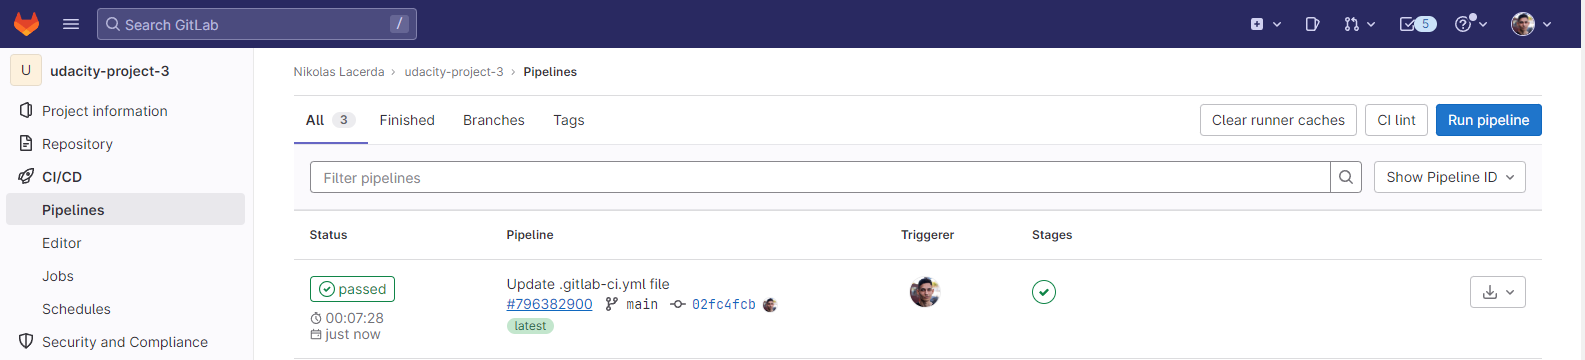 Search GitLab /
5
U udacity-project-3
Project information
Repository
CI/CD
Pipelines
Editor
Jobs
Schedules
Security and Compliance
Nikolas Lacerda › udacity-project-3 › Pipelines
All 3 Finished Branches Tags
Clear runner caches CI lint Run pipeline
Filter pipelines
Show Pipeline ID
Status Pipeline Triggerer Stages
passed
00:07:28
just now
Update .gitlab-ci.yml file
#796382900 main 02fc4fcb
latest